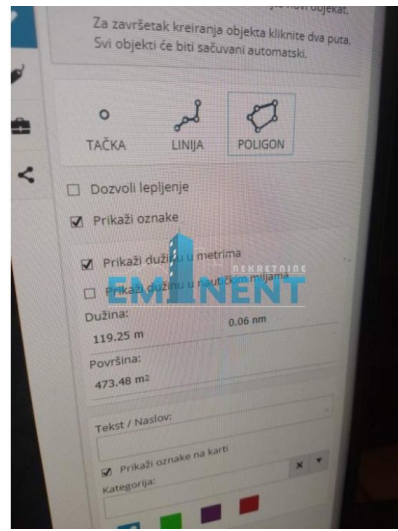 novi objekat.
Za završetak kreiranja objekta kliknite dva puta.
Svi objekti će biti sačuvani automatski.
TAČKA LINIJA POLIGON
Dozvoli lepljenje
Prikaži oznake
Prikaži dužinu u metrima
NEKRETNINE
Prikaži dužinu u nautičkim miljama
EMINENT
Dužina:
119.25 m 0.06 nm
Površina:
473.48 m2
Tekst / Naslov:
Prikaži oznake na karti
Kategorija: